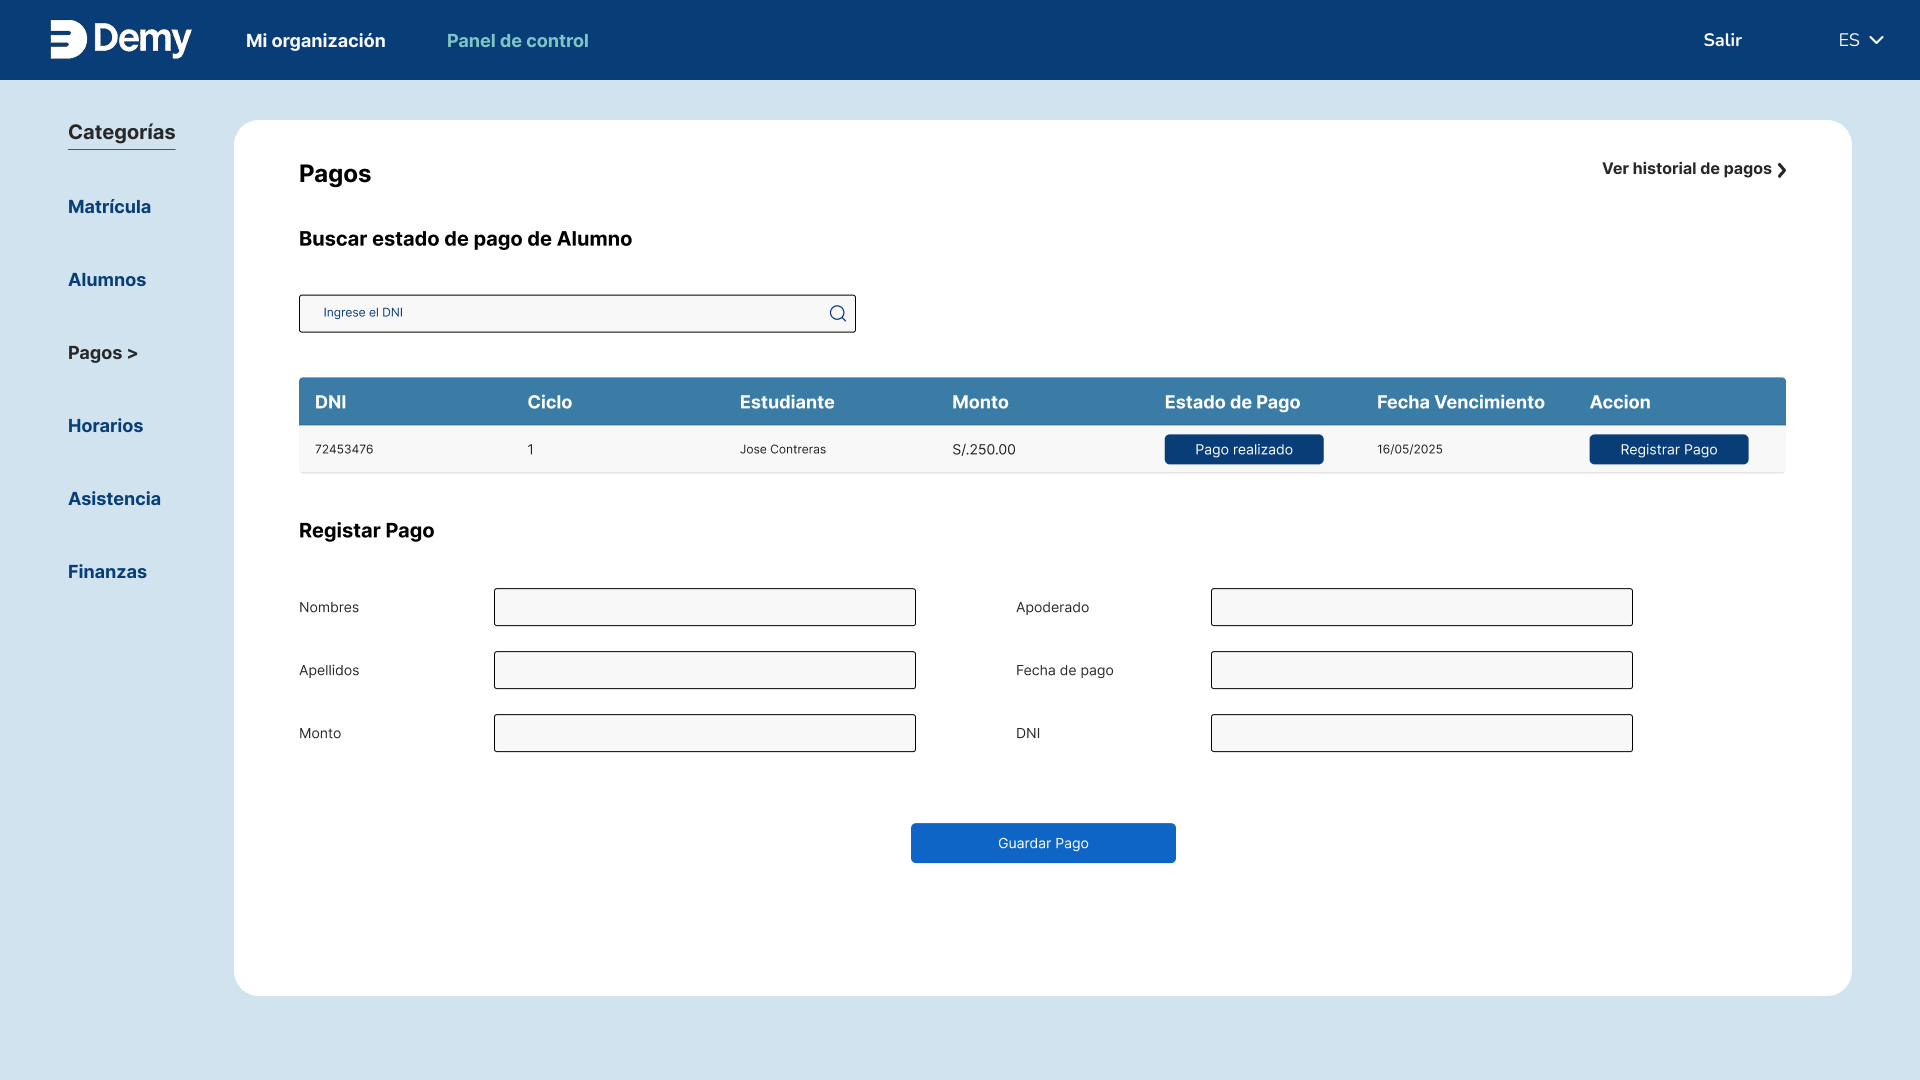 Demy
Mi organización
Panel de control
Salir
ES
Categorías
Matrícula
Alumnos
Pagos >
Horarios
Asistencia
Finanzas
Pagos
Ver historial de pagos
Buscar estado de pago de Alumno
Ingrese el DNI
DNI Ciclo Estudiante Monto Estado de Pago Fecha Vencimiento Accion
72453476 1 Jose Contreras S/.250.00 Pago realizado 16/05/2025 Registrar Pago
Registar Pago
Nombres
Apoderado
Apellidos
Fecha de pago
Monto
DNI
Guardar Pago